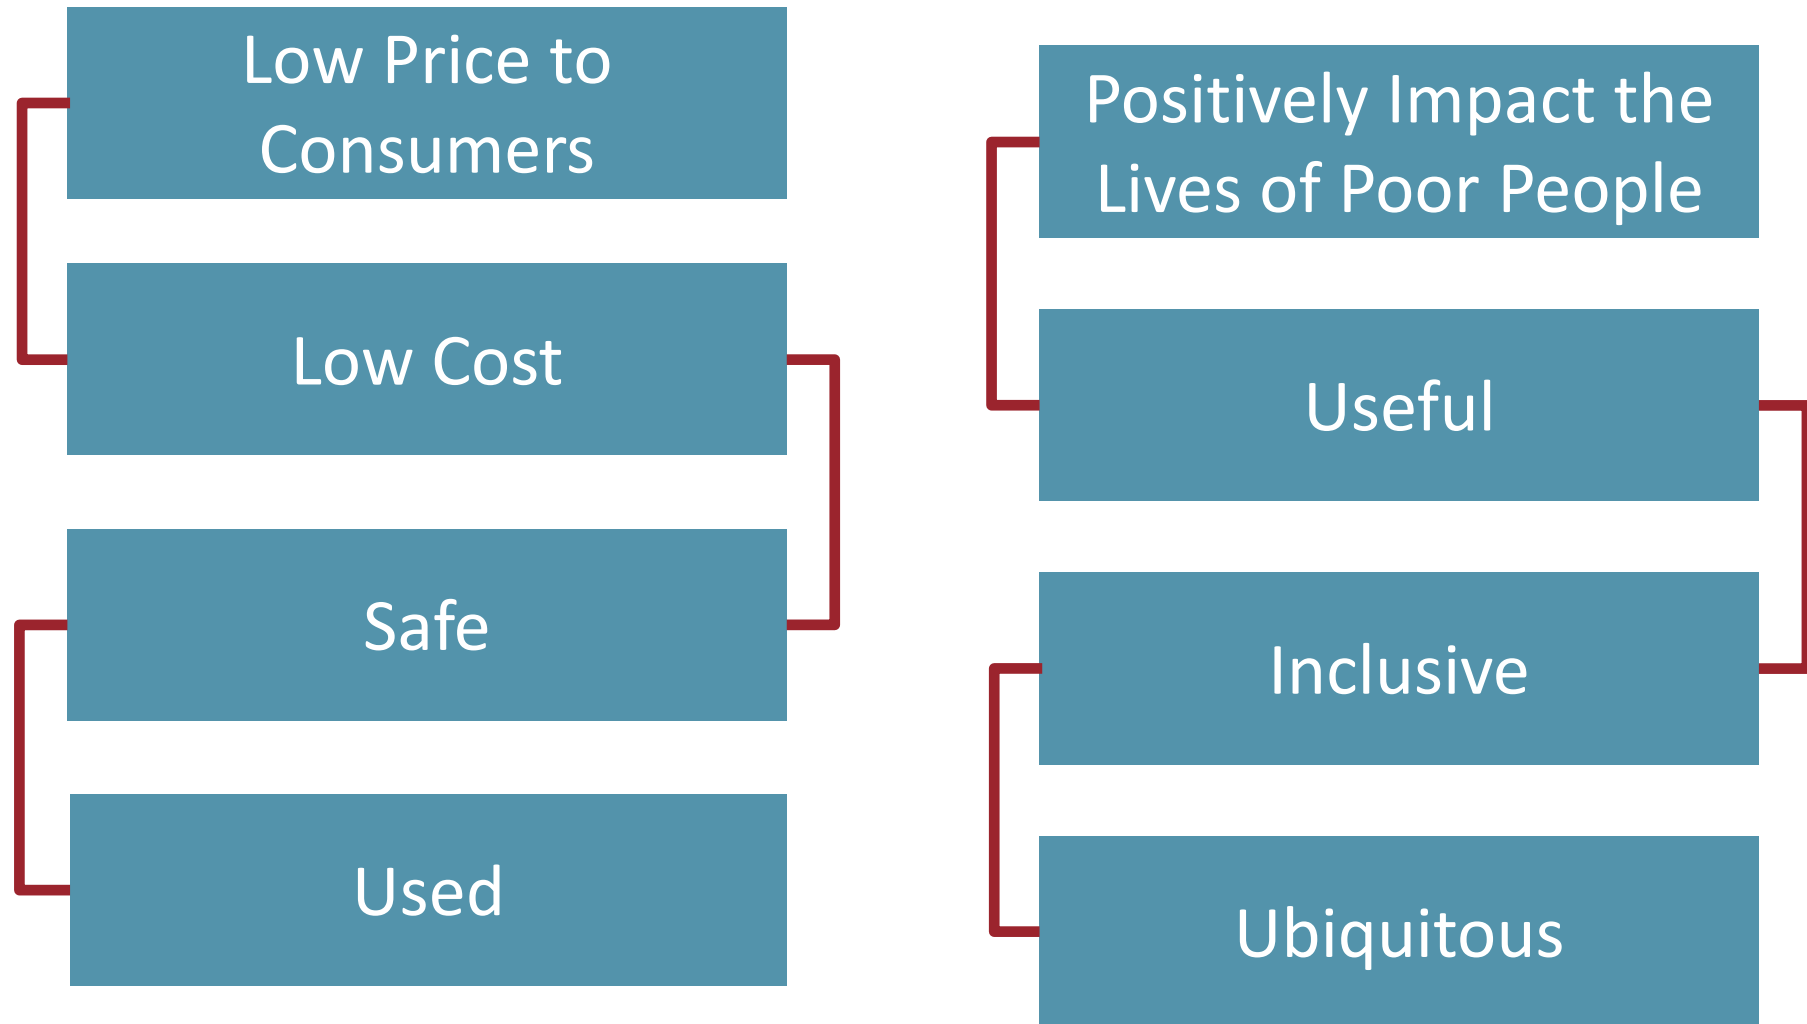 Low Price to
Consumers
Low Cost
Safe
Used
Positively Impact the
Lives of Poor People
Useful
Inclusive
Ubiquitous